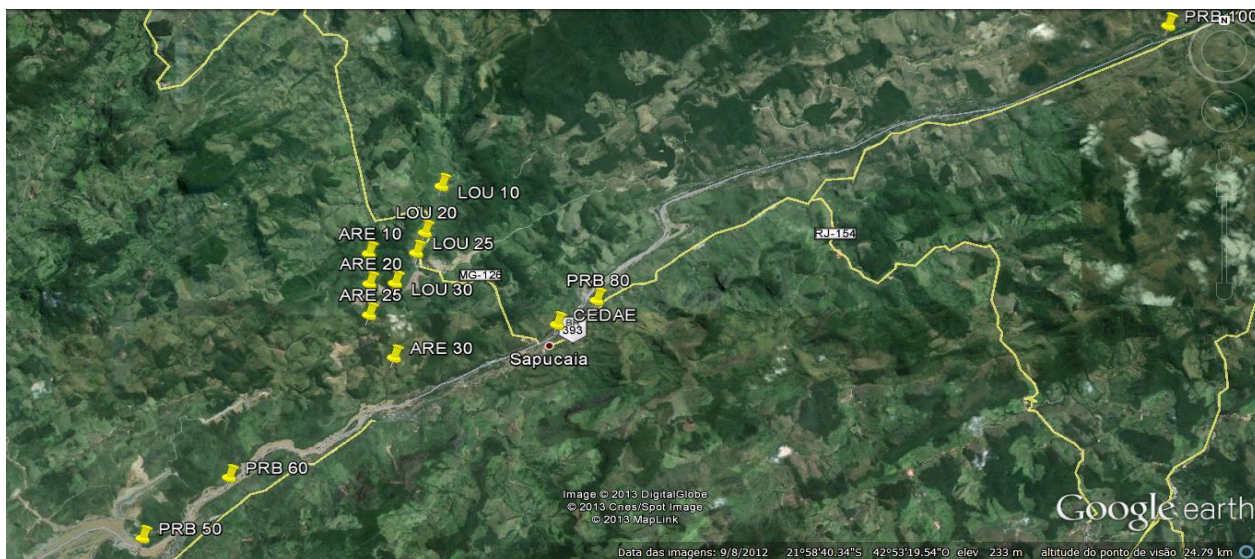 PRB 100
N
LOU 10
LOU 20
ARE 10
LOU 25
RJ-154
ARE 20
MG-126
PRB 80
LOU 30
ARE 25
CEDAE
BR
393
ARE 30
Sapucaia
PRB 60
PRB 50
Image © 2013 DigitalGlobe
© 2013 Cnes/Spot Image
© 2013 MapLink
Google earth
Data das imagens: 9/8/2012 21°58'40.34"S 42°53'19.54"O elev 233 m altitude do ponto de visão 24.79 km